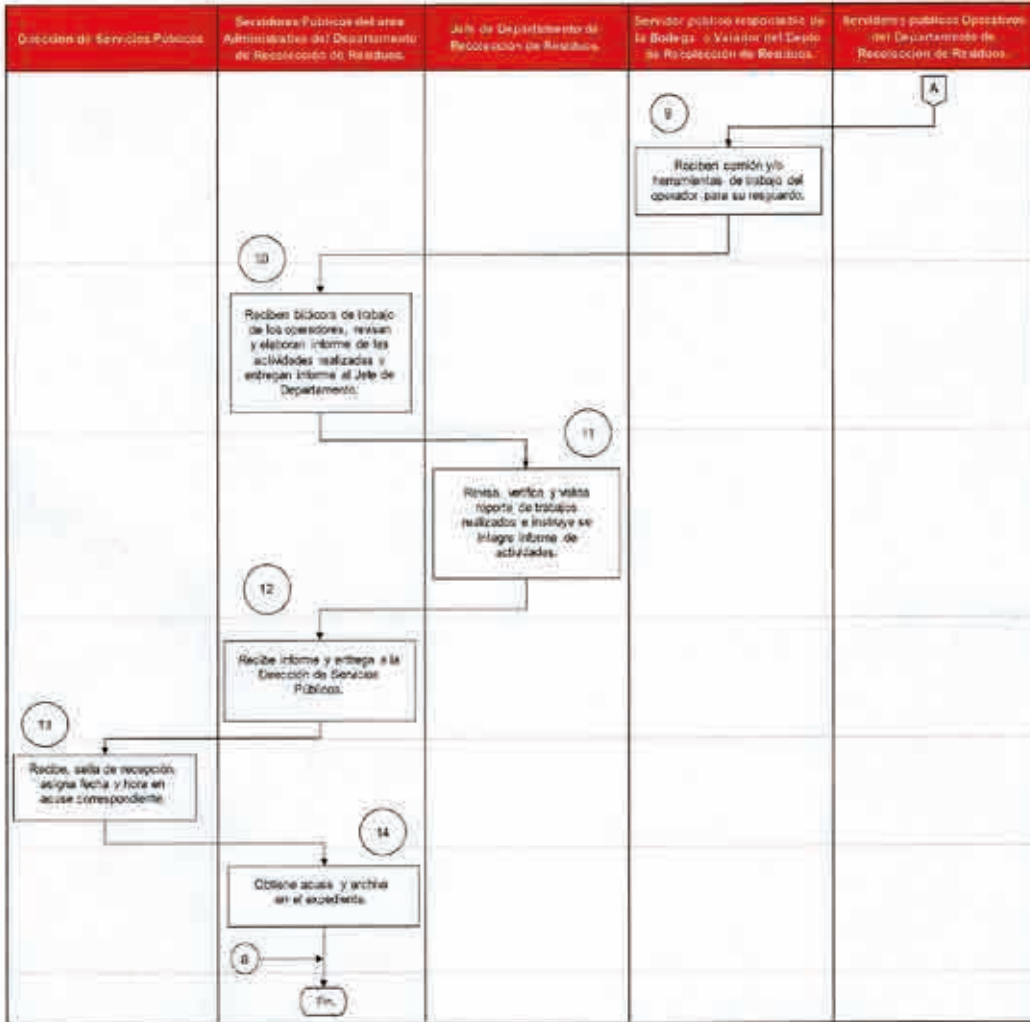 Dirección de Servicios Públicos
Servidores Públicos del área
Administrativa del Departamento
de Recolección de Residuos.
Jefe de Departamento de
Recolección de Residuos.
Servidor público responsable de
la Bodega o Velador del Depto
de Recolección de Residuos.
Servidores públicos Operativos
del Departamento de
Recolección de Residuos.
A
9
Reciben camión y/o
herramientas de trabajo del
operador para su resguardo.
10
Reciben bitácora de trabajo
de los operadores, revisan
y elaboran informe de las
actividades realizadas y
entregan informe al Jefe de
Departamento.
11
Revisa, verifica y valida
reporte de trabajos
realizados e instruye se
integre informe de
actividades.
12
Recibe informe y entrega a la
Dirección de Servicios
Públicos.
13
Recibe, sella de recepción,
asigna fecha y hora en
acuse correspondiente.
14
Obtiene acuse y archiva
en el expediente.
Fin.